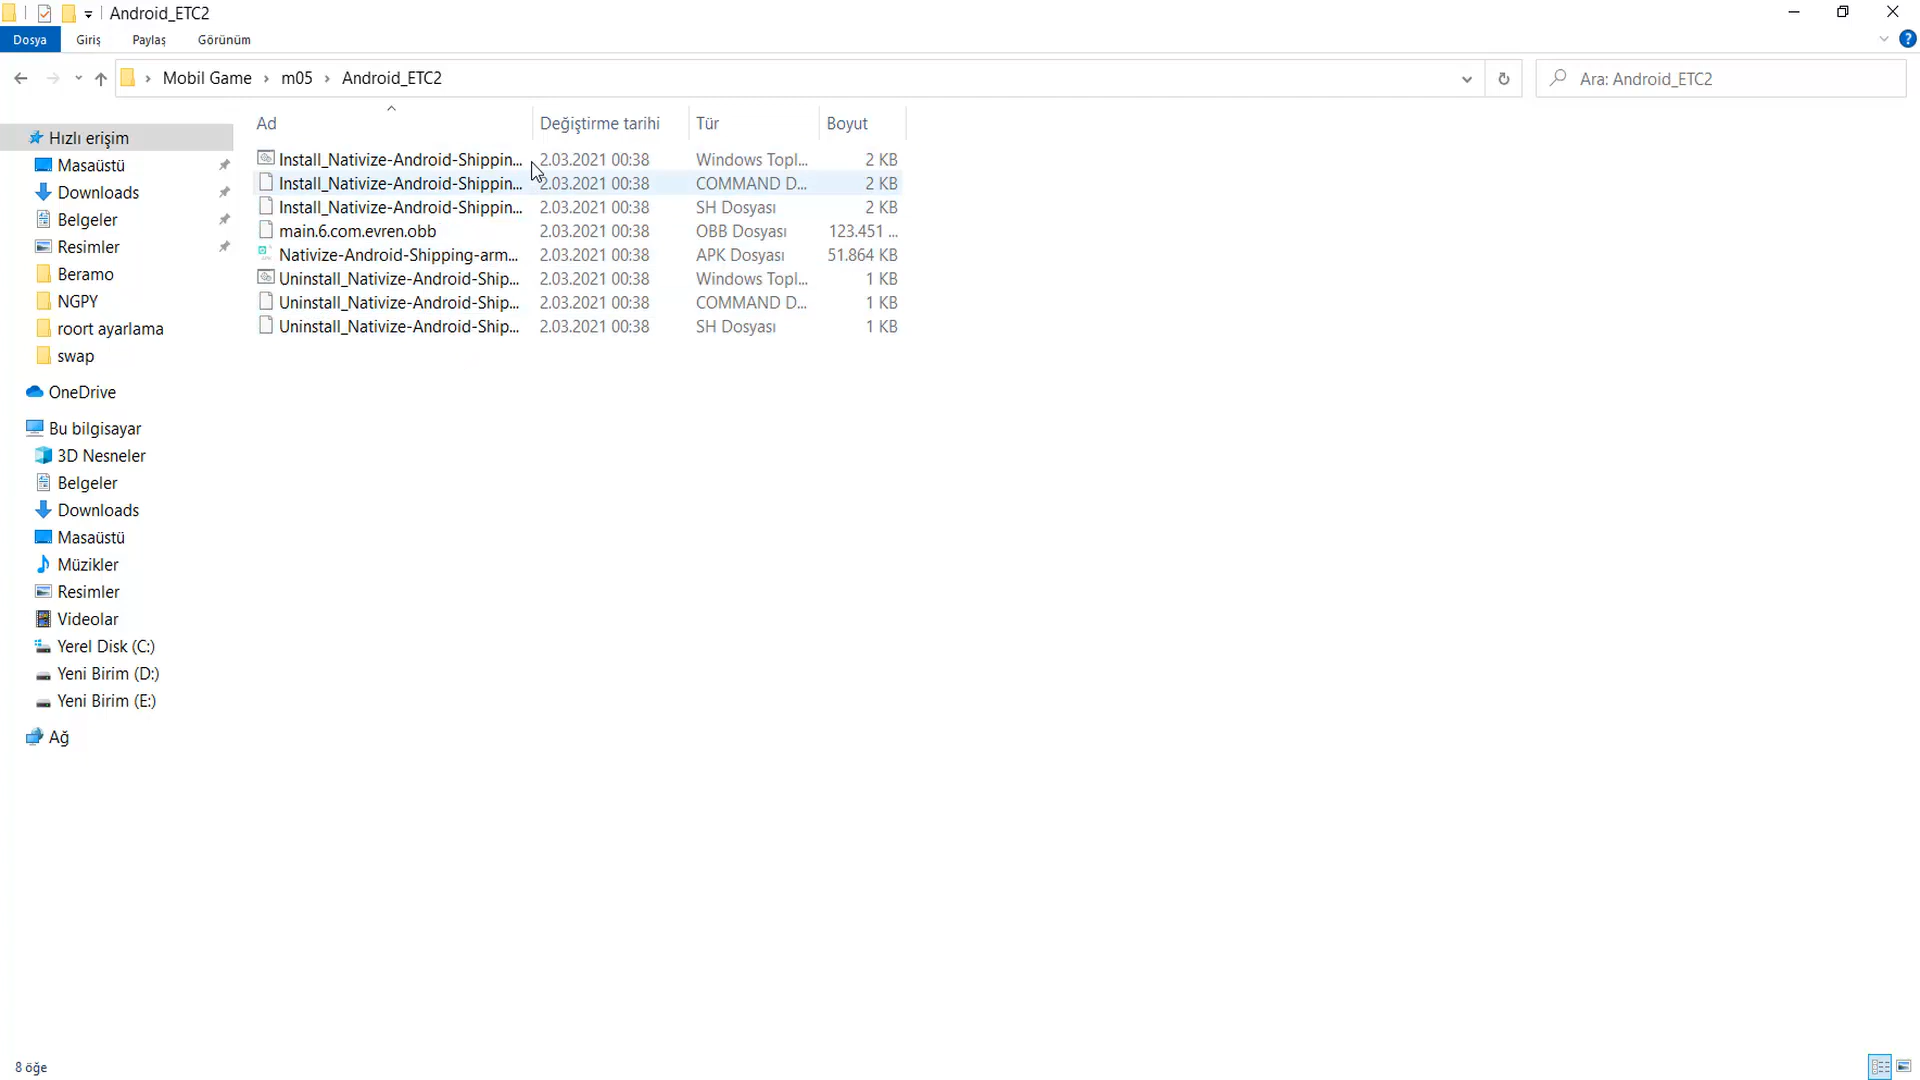 Android_ETC2
Dosya Giriş Paylaş Görünüm
Mobil Game › m05 › Android_ETC2
Ara: Android_ETC2
Hızlı erişim
Masaüstü
Downloads
Belgeler
Resimler
Beramo
NGPY
roort ayarlama
swap
OneDrive
Bu bilgisayar
3D Nesneler
Belgeler
Downloads
Masaüstü
Müzikler
Resimler
Videolar
Yerel Disk (C:)
Yeni Birim (D:)
Yeni Birim (E:)
Ağ
Ad Değiştirme tarihi Tür Boyut
Install_Nativize-Android-Shippin... 2.03.2021 00:38 Windows Topl... 2 KB
Install_Nativize-Android-Shippin... 2.03.2021 00:38 COMMAND D... 2 KB
Install_Nativize-Android-Shippin... 2.03.2021 00:38 SH Dosyası 2 KB
main.6.com.evren.obb 2.03.2021 00:38 OBB Dosyası 123.451 ...
Nativize-Android-Shipping-arm... 2.03.2021 00:38 APK Dosyası 51.864 KB
Uninstall_Nativize-Android-Ship... 2.03.2021 00:38 Windows Topl... 1 KB
Uninstall_Nativize-Android-Ship... 2.03.2021 00:38 COMMAND D... 1 KB
Uninstall_Nativize-Android-Ship... 2.03.2021 00:38 SH Dosyası 1 KB
8 öğe